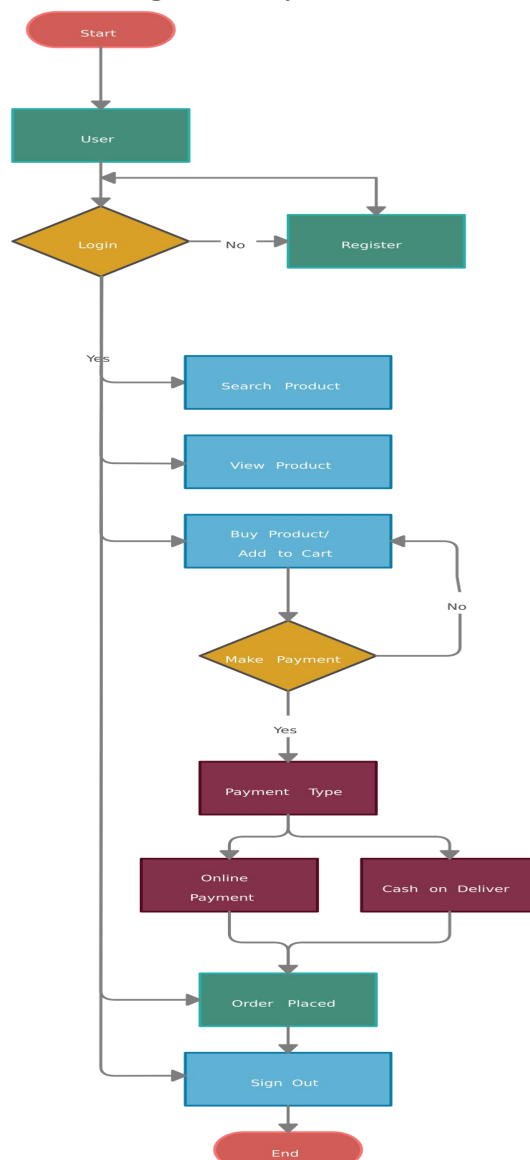 Start
User
Login
No
Register
Yes
Search Product
View Product
Buy Product/
Add to Cart
No
Make Payment
Yes
Payment Type
Online
Payment
Cash on Deliver
Order Placed
Sign Out
End